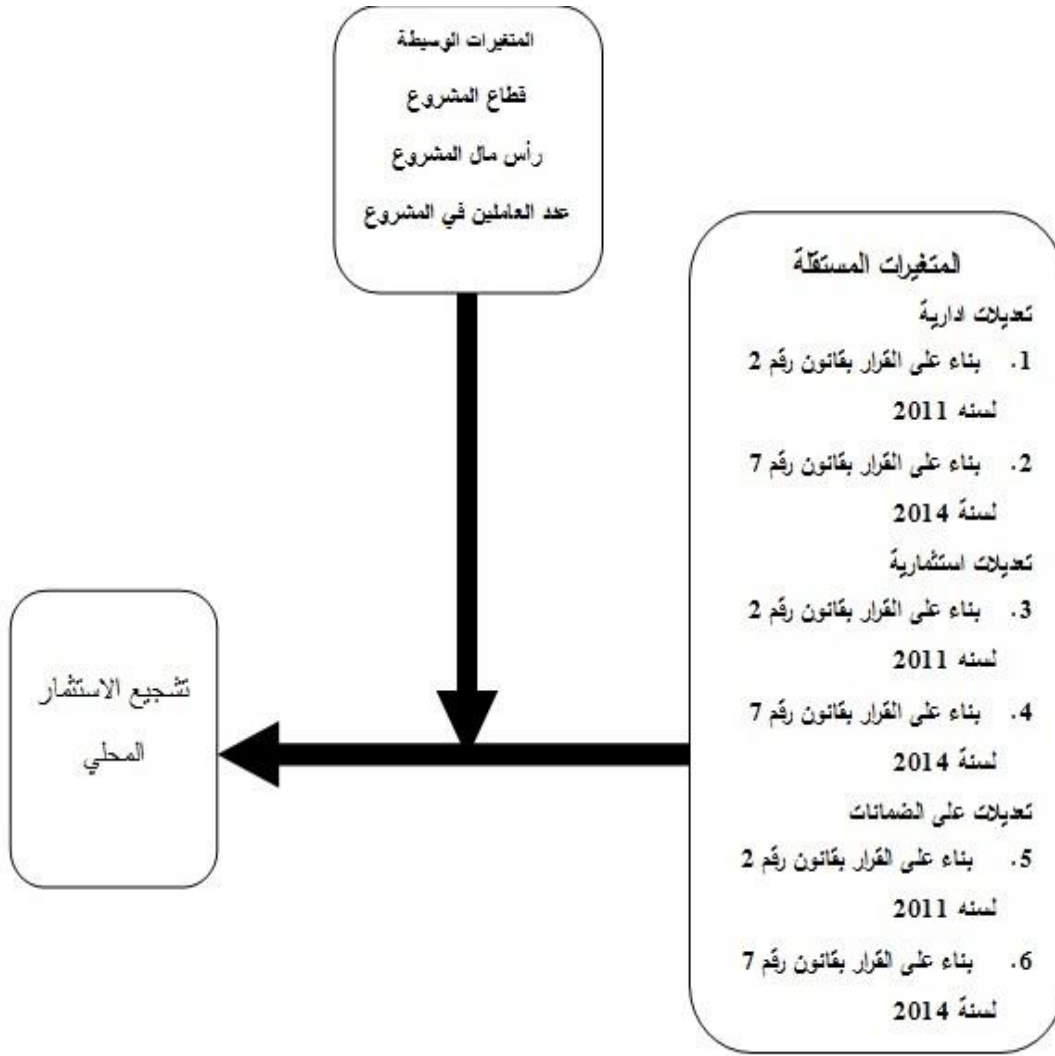 المتغيرات الوسيطة
قطاع المشروع
رأس مال المشروع
عدد العاملين في المشروع
المتغيرات المستقلة
تعديلات ادارية
1. بناء على القرار بقانون رقم 2
لسنه 2011
2. بناء على القرار بقانون رقم 7
لسنة 2014
تعديلات استثمارية
3. بناء على القرار بقانون رقم 2
لسنه 2011
4. بناء على القرار بقانون رقم 7
لسنة 2014
تعديلات على الضمانات
5. بناء على القرار بقانون رقم 2
لسنه 2011
6. بناء على القرار بقانون رقم 7
لسنة 2014
تشجيع الاستثمار
المحلي